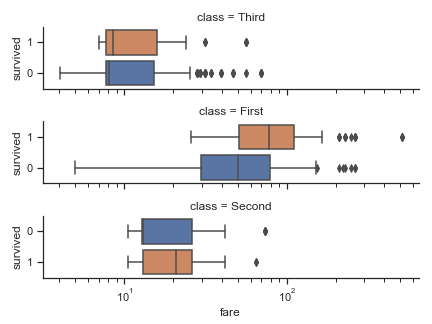 class = Third
survived
1
0
class = First
survived
1
0
class = Second
survived
0
1
10¹
10²
fare